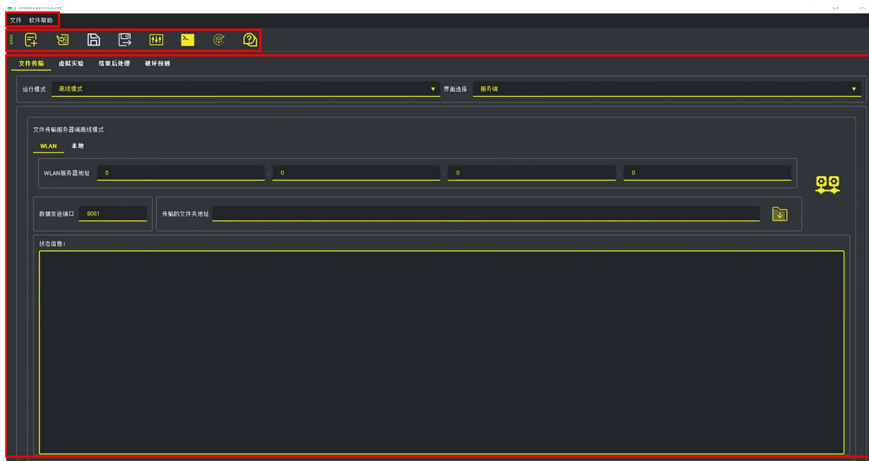 MainWindow
文件 软件帮助
文件传输 虚拟实验 结果后处理 破坏预测
运行模式 离线模式 界面选择 服务端
文件传输服务器端离线模式
WLAN 本地
WLAN服务器地址 0 . 0 . 0 . 0
数据发送端口 8081 传输的文件夹地址
状态信息：